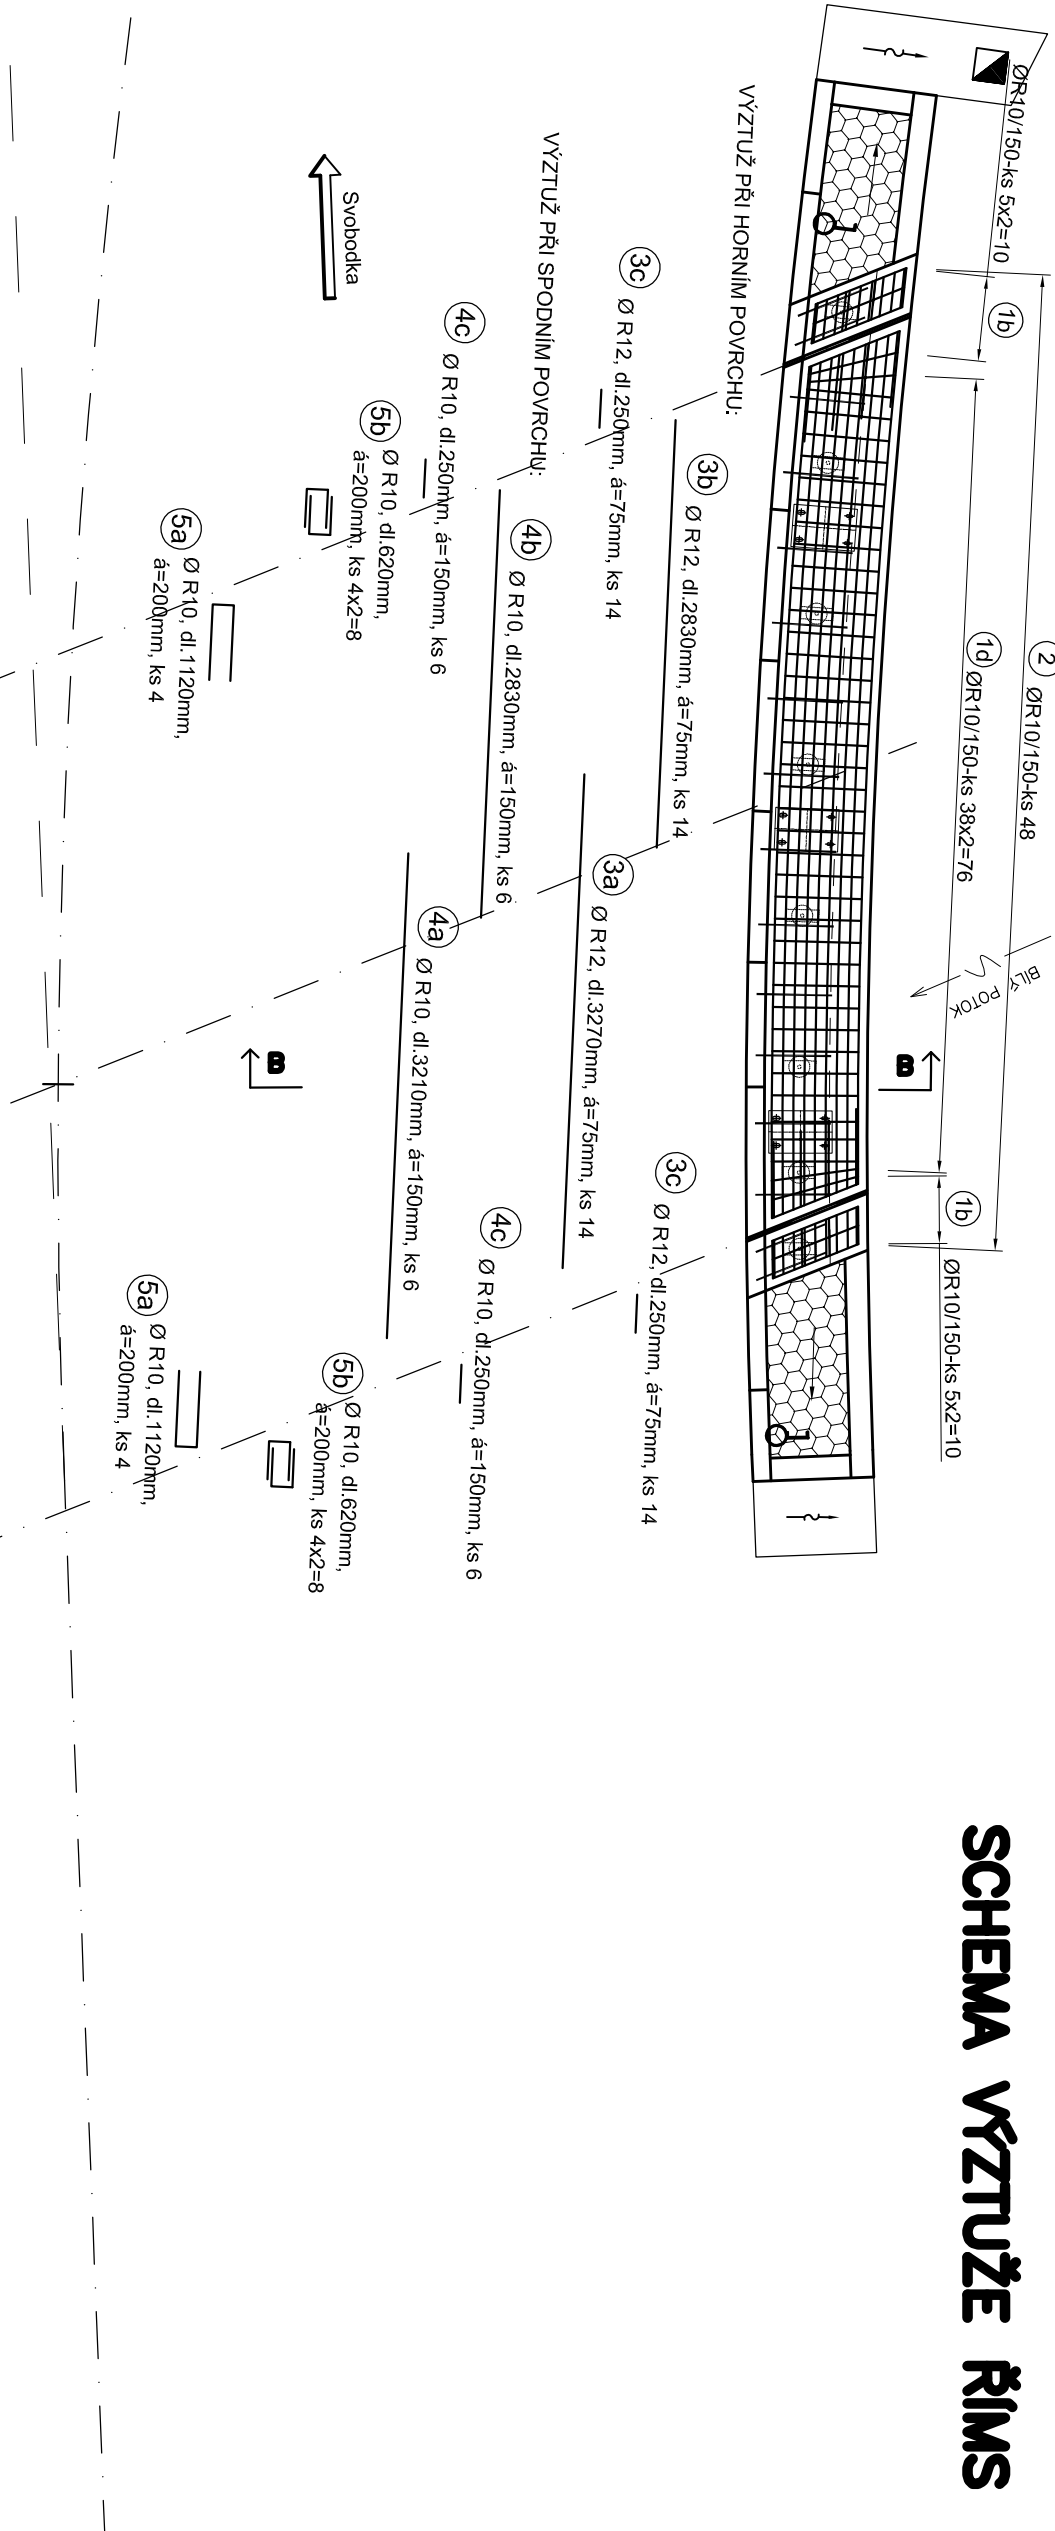 SCHEMA VÝZTUŽE ŘÍMS
2 ØR10/150-ks 48
ØR10/150-ks 5x2=10
1b
1d ØR10/150-ks 38x2=76
1b
ØR10/150-ks 5x2=10
BÍLÝ POTOK
B
B
VÝZTUŽ PŘI HORNÍM POVRCHU:
3b Ø R12, dl.2830mm, á=75mm, ks 14
3c Ø R12, dl.250mm, á=75mm, ks 14
3a Ø R12, dl.3270mm, á=75mm, ks 14
3c Ø R12, dl.250mm, á=75mm, ks 14
VÝZTUŽ PŘI SPODNÍM POVRCHU:
4b Ø R10, dl.2830mm, á=150mm, ks 6
4c Ø R10, dl.250mm, á=150mm, ks 6
4a Ø R10, dl.3210mm, á=150mm, ks 6
4c Ø R10, dl.250mm, á=150mm, ks 6
5b Ø R10, dl.620mm,
á=200mm, ks 4x2=8
5b Ø R10, dl.620mm,
á=200mm, ks 4x2=8
Svobodka
5a Ø R10, dl.1120mm,
á=200mm, ks 4
5a Ø R10, dl.1120mm,
á=200mm, ks 4